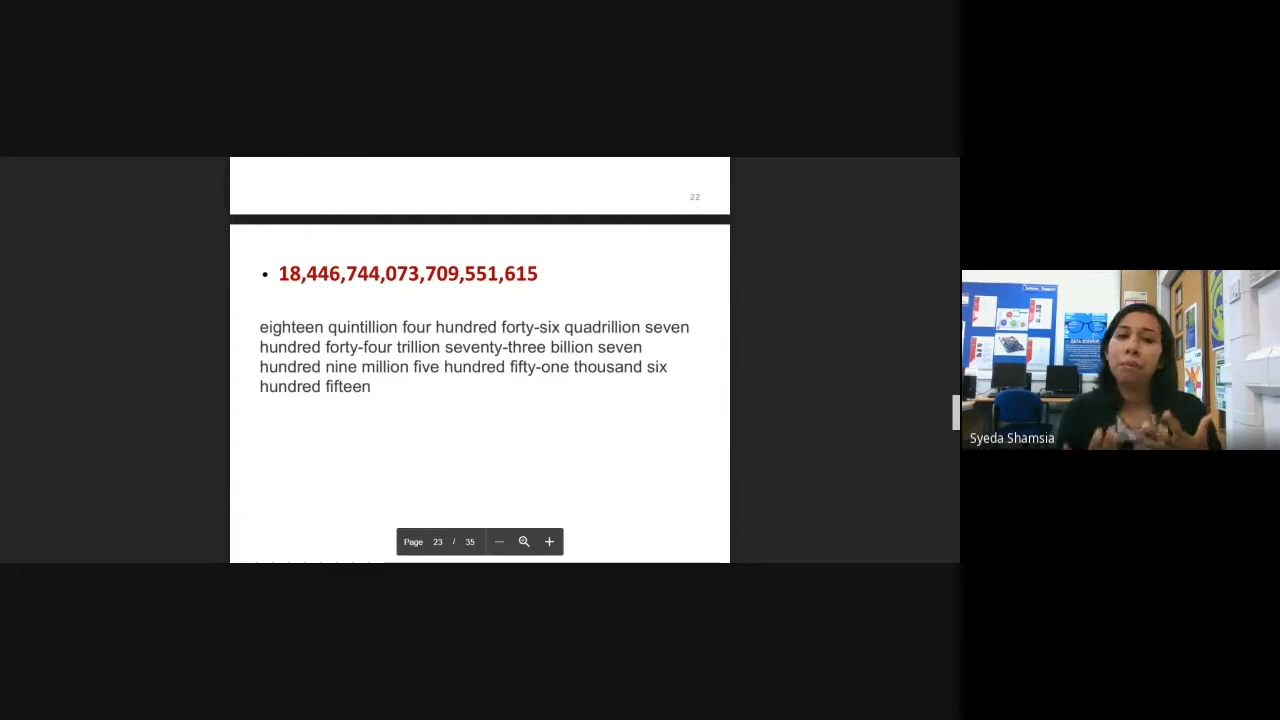 22
• 18,446,744,073,709,551,615
eighteen quintillion four hundred forty-six quadrillion seven
hundred forty-four trillion seventy-three billion seven
hundred nine million five hundred fifty-one thousand six
hundred fifteen
Page 23 / 35
Syeda Shamsia